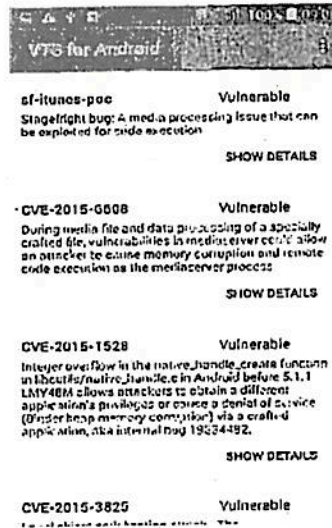 100%
VTS for Android
sf-itunes-poc Vulnerable
Stagefright bug: A media processing issue that can
be exploited for code execution
SHOW DETAILS
CVE-2015-6608 Vulnerable
During media file and data processing of a specially
crafted file, vulnerabilities in mediaserver could allow
an attacker to cause memory corruption and remote
code execution as the mediaserver process
SHOW DETAILS
CVE-2015-1528 Vulnerable
Integer overflow in the native_handle_create function
in libcutils/native_handle.c in Android before 5.1.1
LMY48M allows attackers to obtain a different
application's privileges or cause a denial of service
(Binder heap memory corruption) via a crafted
application, aka internal bug 19334482.
SHOW DETAILS
CVE-2015-3825 Vulnerable